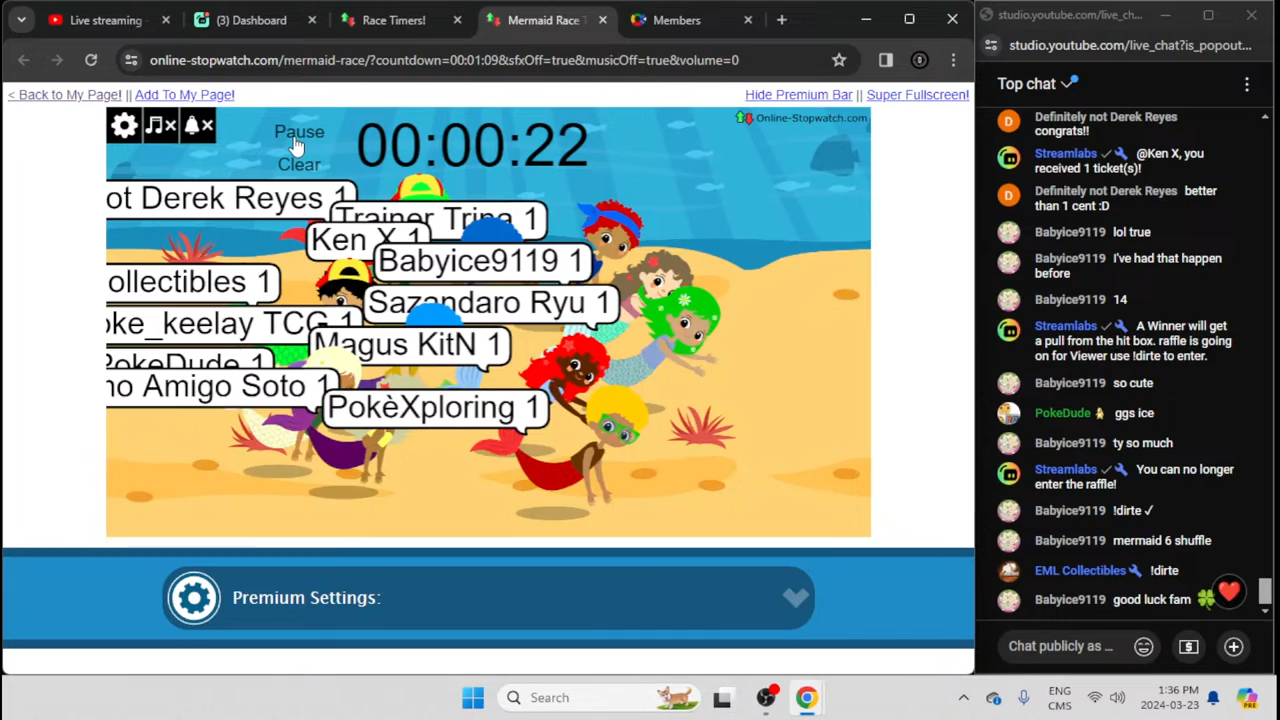 Live streaming
(3) Dashboard
Race Timers!
Mermaid Race T
Members
studio.youtube.com/live_ch...
online-stopwatch.com/mermaid-race/?countdown=00:01:09&sfxOff=true&musicOff=true&volume=0
studio.youtube.com/live_chat?is_popout...
< Back to My Page! || Add To My Page!
Hide Premium Bar || Super Fullscreen!
Pause
Clear
00:00:22
Online-Stopwatch.com
ot Derek Reyes 1
Trainer Trina 1
Ken X 1
Babyice9119 1
ollectibles 1
Sazandaro Ryu 1
oke_keelay TCG 1
Magus KitN 1
PokeDude 1
no Amigo Soto 1
PokèXploring 1
Premium Settings:
Top chat
D Definitely not Derek Reyes
congrats!!
Streamlabs @Ken X, you
received 1 ticket(s)!
D Definitely not Derek Reyes better
than 1 cent :D
Babyice9119 lol true
Babyice9119 I've had that happen
before
Babyice9119 14
Streamlabs A Winner will get
a pull from the hit box. raffle is going
on for Viewer use !dirte to enter.
Babyice9119 so cute
PokeDude ggs ice
Babyice9119 ty so much
Streamlabs You can no longer
enter the raffle!
Babyice9119 !dirte ✓
Babyice9119 mermaid 6 shuffle
EML Collectibles !dirte
Babyice9119 good luck fam 🍀
Chat publicly as ...
Search
ENG
CMS
1:36 PM
2024-03-23
PRE